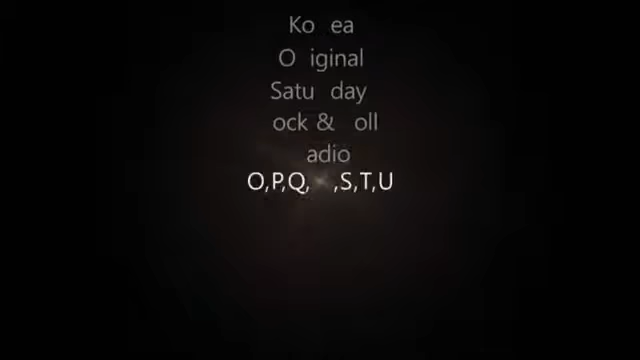 Ko ea
O iginal
Satu day
ock & oll
adio
O,P,Q, ,S,T,U